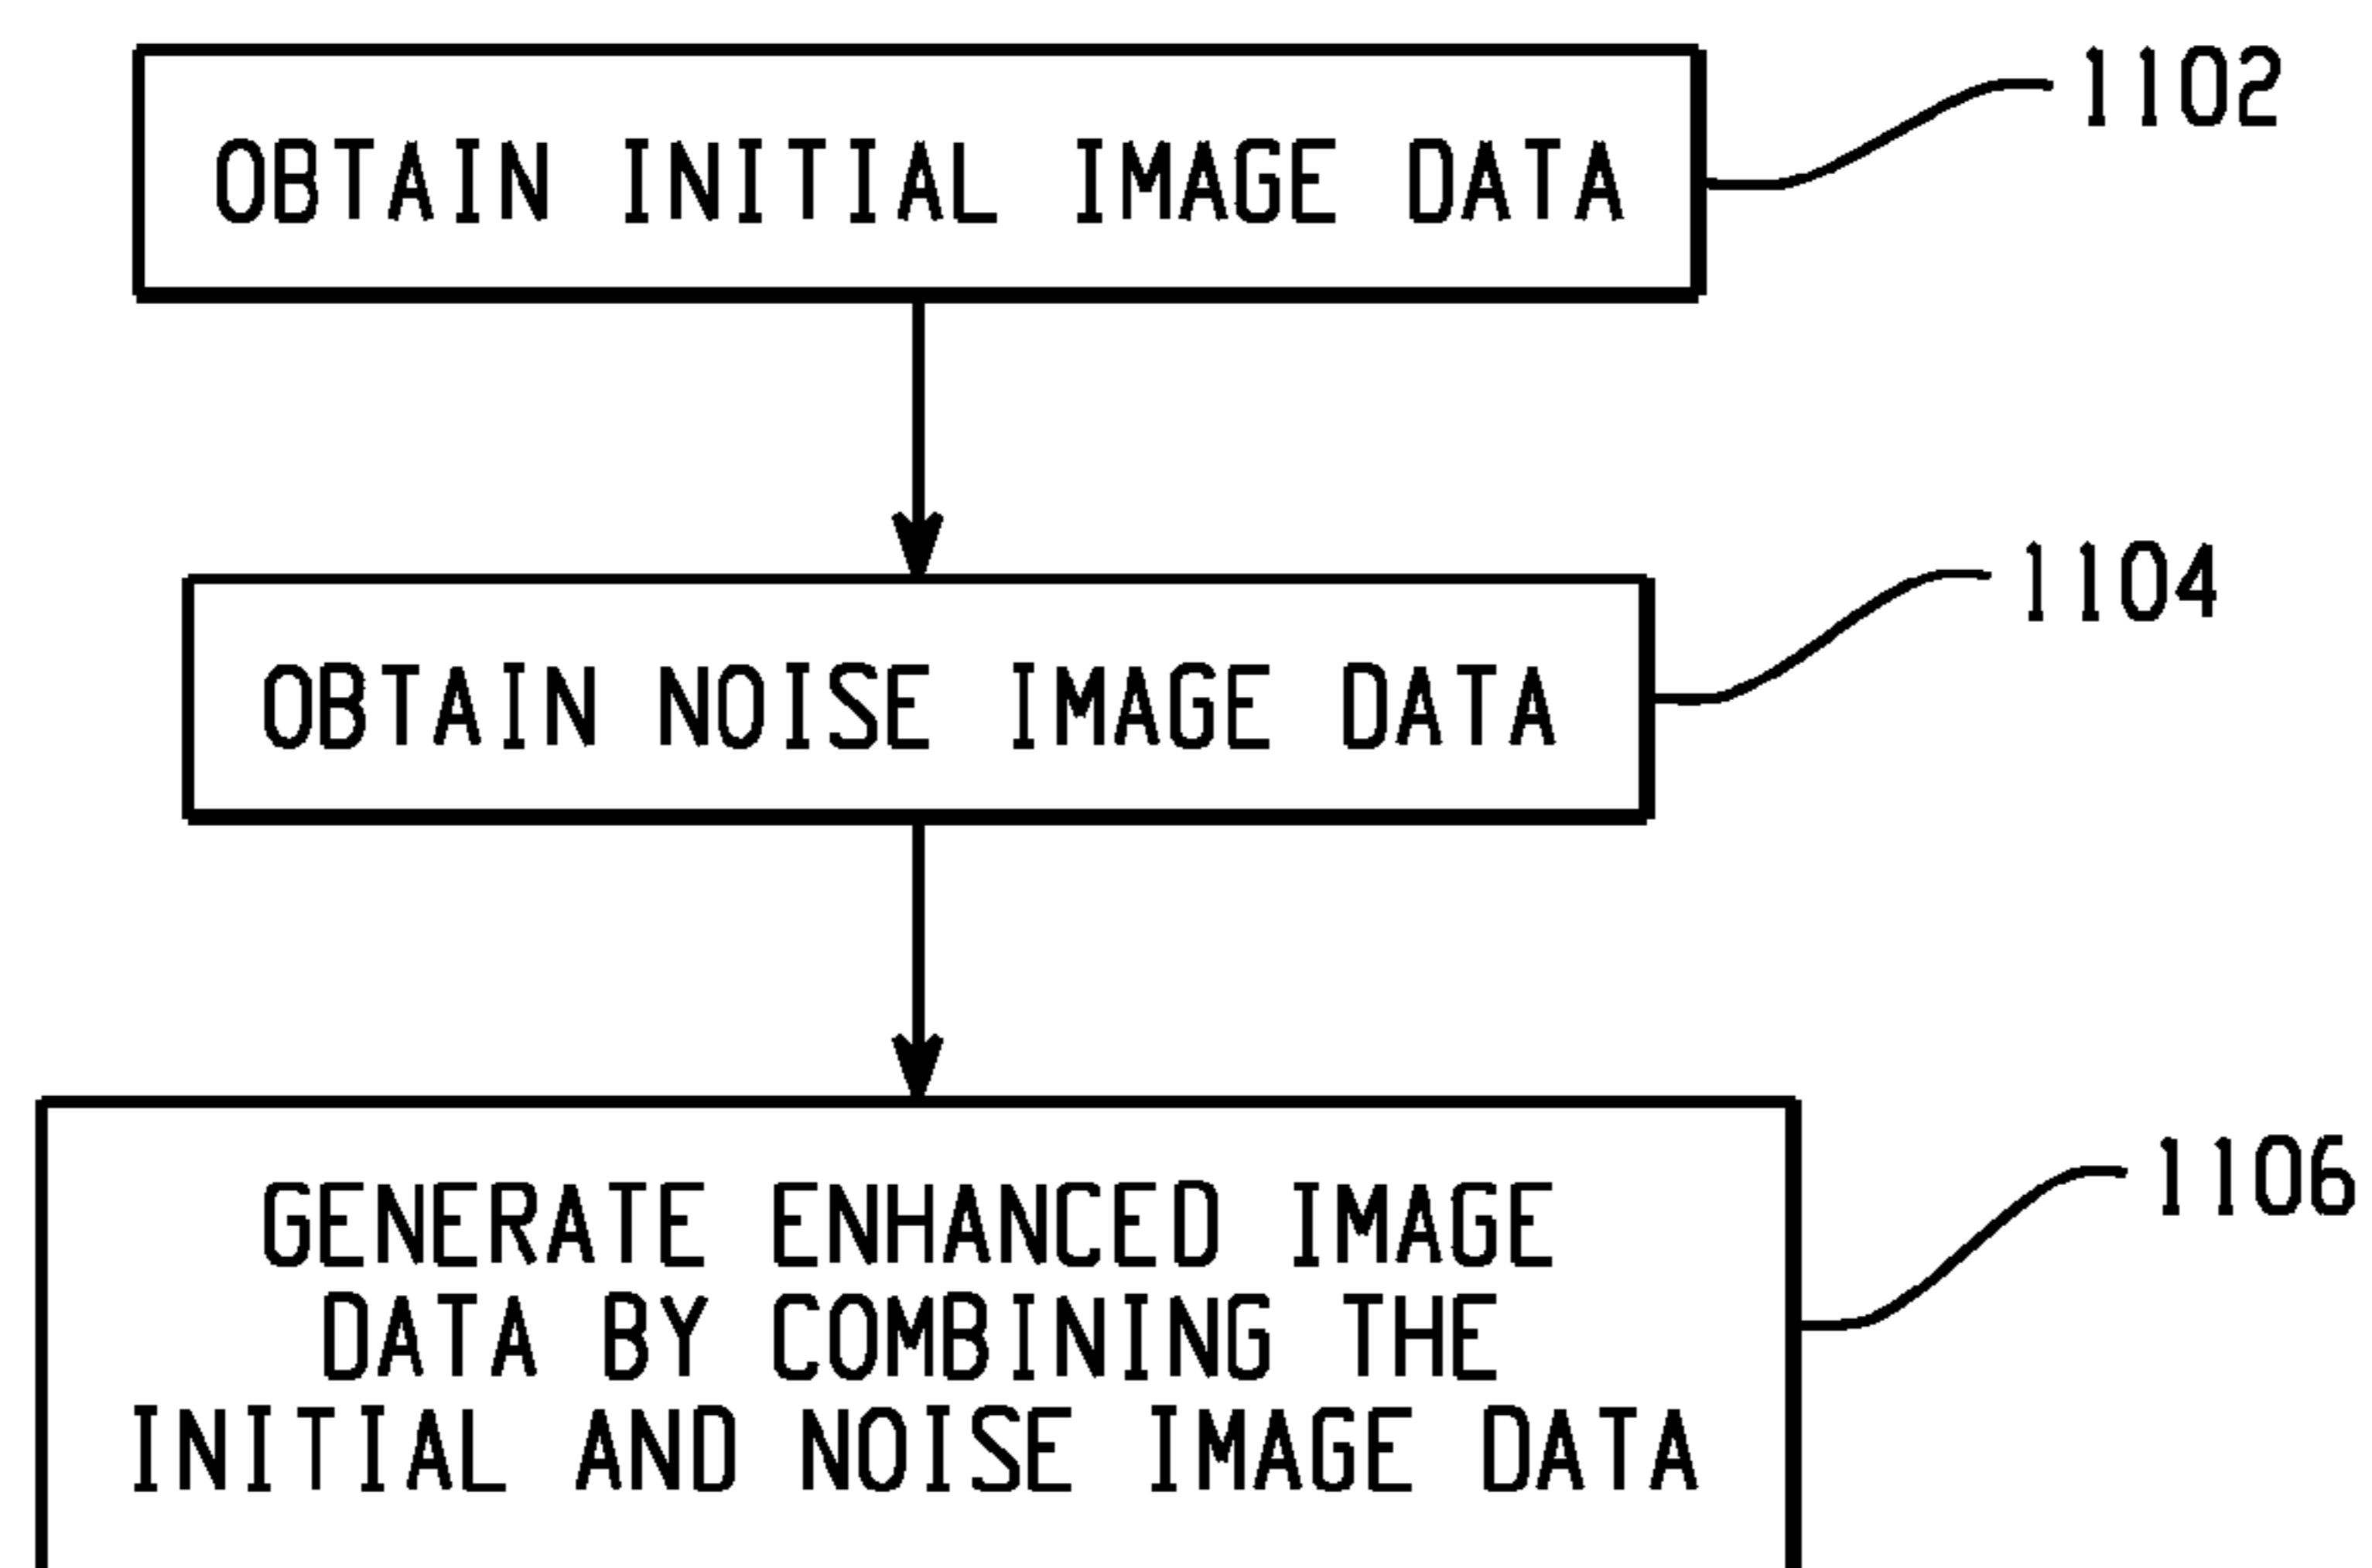 1102
OBTAIN INITIAL IMAGE DATA
1104
OBTAIN NOISE IMAGE DATA
1106
GENERATE ENHANCED IMAGE
DATA BY COMBINING THE
INITIAL AND NOISE IMAGE DATA